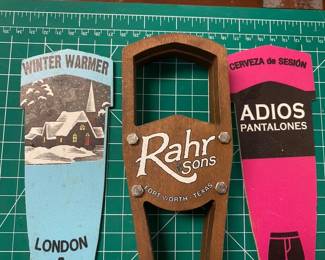 WINTER WARMER
LONDON
Rahr
Sons
FORT WORTH - TEXAS
CERVEZA de SESIÓN
ADIOS
PANTALONES